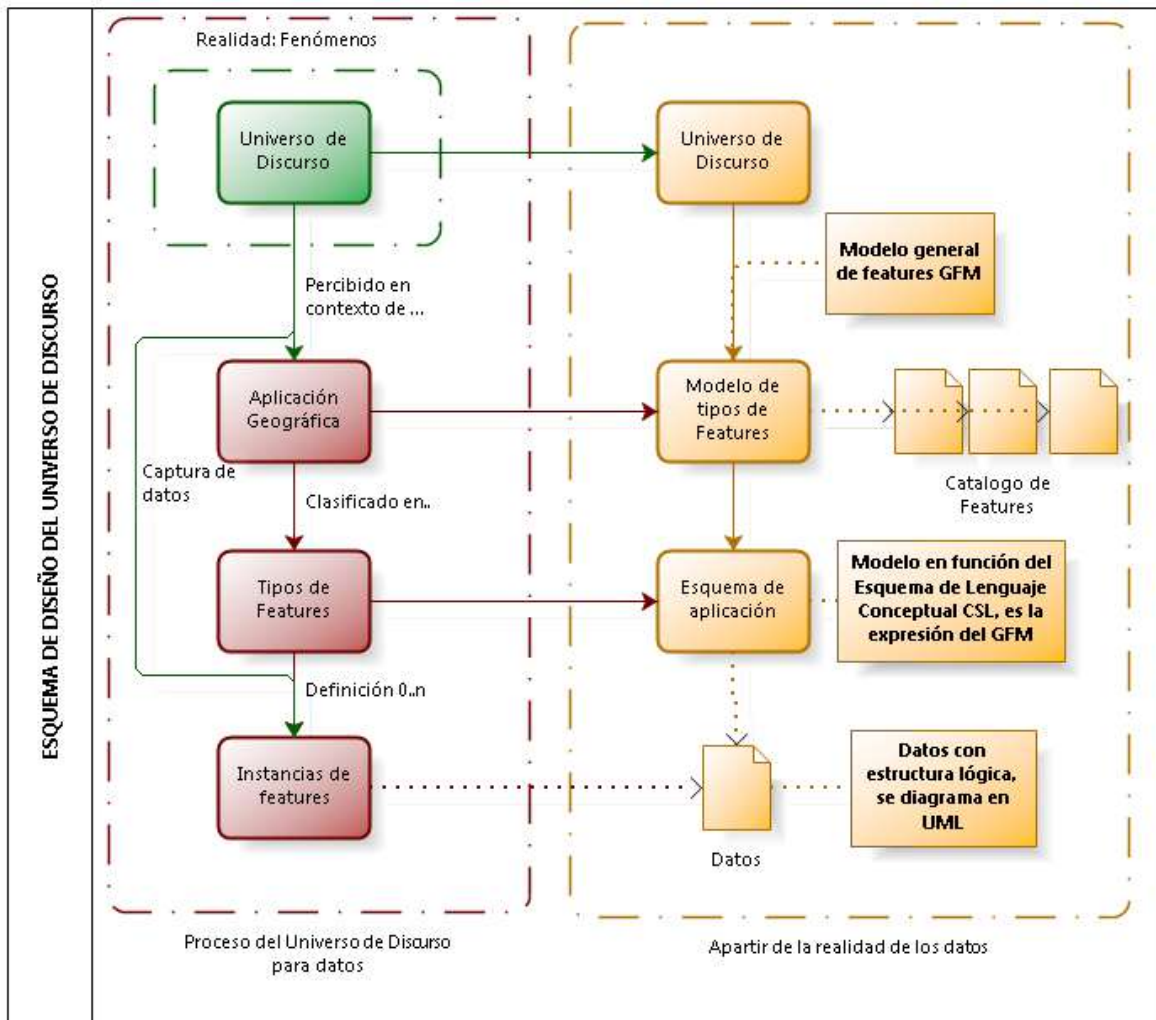 ESQUEMA DE DISEÑO DEL UNIVERSO DE DISCURSO
Realidad: Fenómenos
Universo de
Discurso
Universo de
Discurso
Modelo general
de features GFM
Percibido en
contexto de ...
Aplicación
Geográfica
Modelo de
tipos de
Features
Captura de
datos
Clasificado en..
Catalogo de
Features
Tipos de
Features
Esquema de
aplicación
Modelo en función del
Esquema de Lenguaje
Conceptual CSL, es la
expresión del GFM
Definición 0..n
Instancias de
features
Datos
Datos con
estructura lógica,
se diagrama en
UML
Proceso del Universo de Discurso
para datos
Apartir de la realidad de los datos